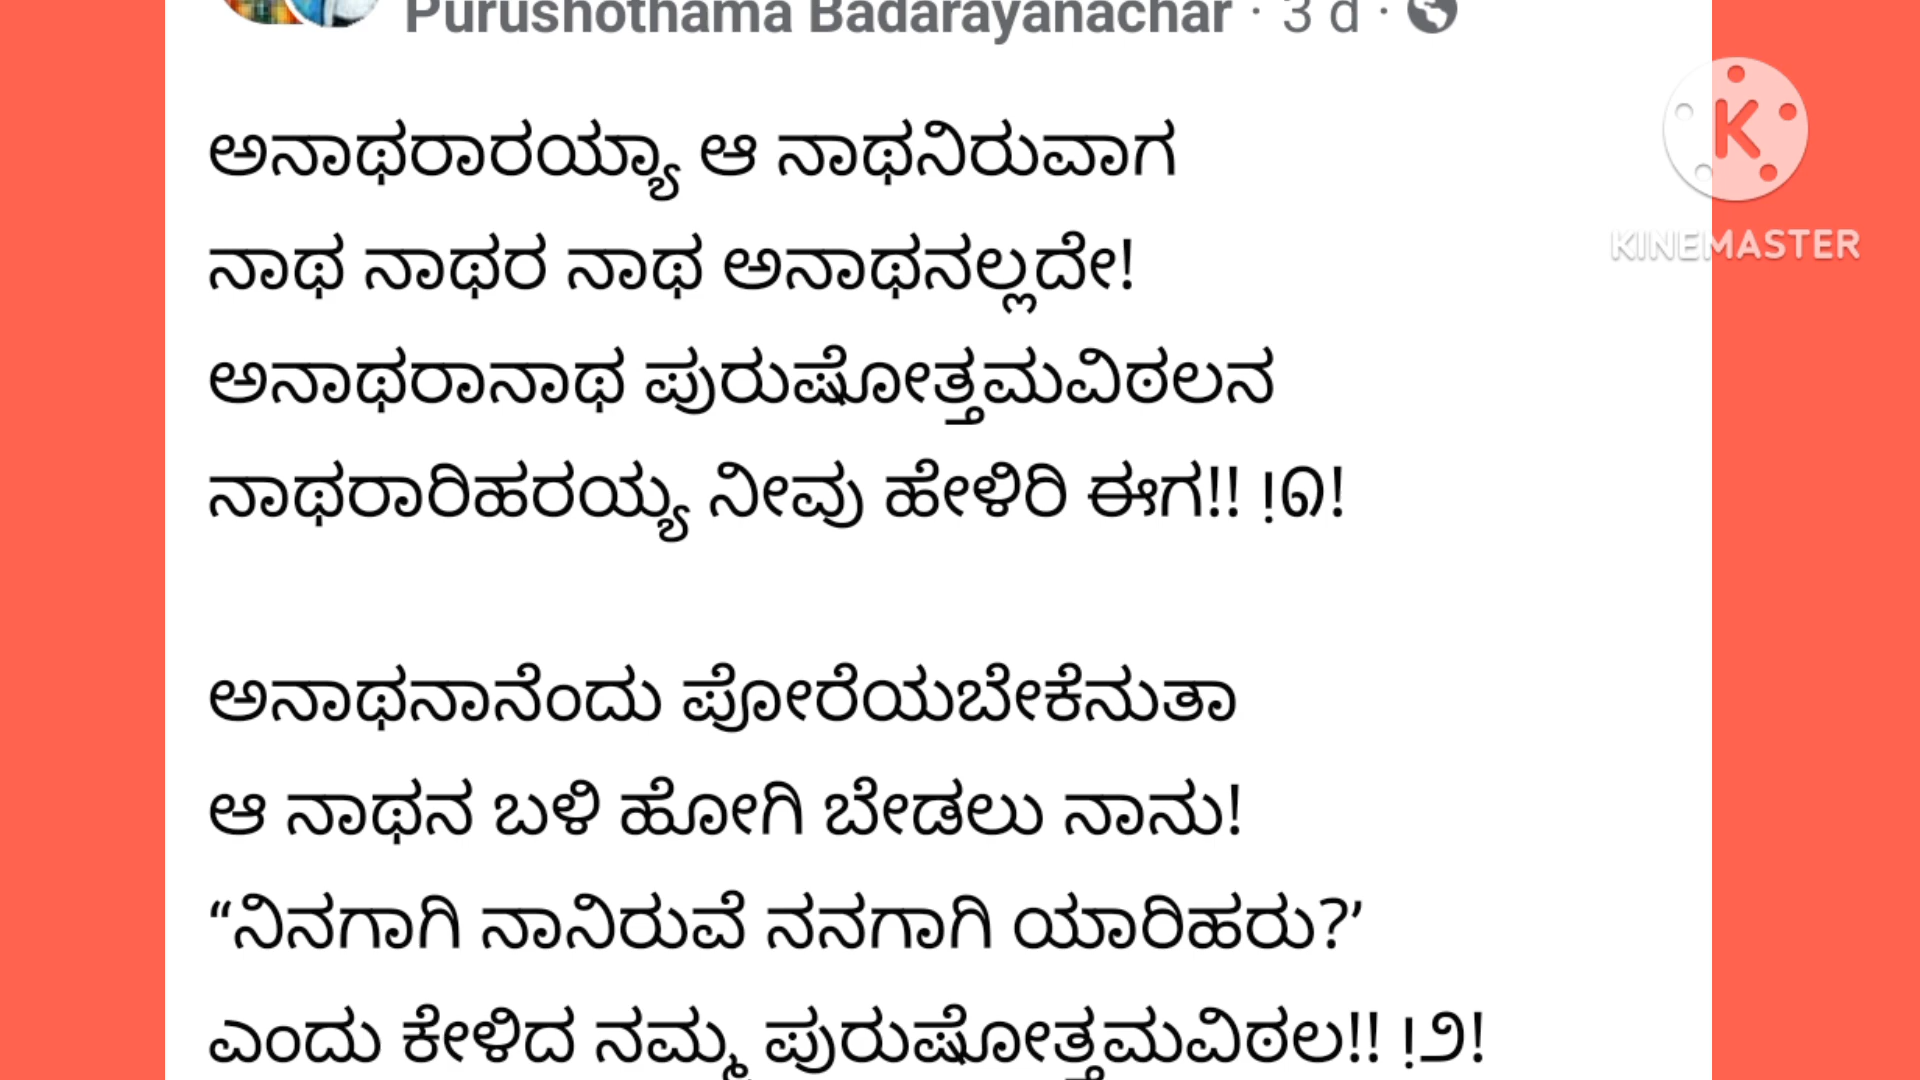 Purushothama Badarayanachar · 3 d ·
ಅನಾಥರಾರಯ್ಯಾ ಆ ನಾಥನಿರುವಾಗ
ನಾಥ ನಾಥರ ನಾಥ ಅನಾಥನಲ್ಲದೇ!
ಅನಾಥರಾನಾಥ ಪುರುಷೋತ್ತಮವಿಠಲನ
ನಾಥರಾರಿಹರಯ್ಯ ನೀವು ಹೇಳಿರಿ ಈಗ!! !೧!
ಅನಾಥನಾನೆಂದು ಪೋರೆಯಬೇಕೆನುತಾ
ಆ ನಾಥನ ಬಳಿ ಹೋಗಿ ಬೇಡಲು ನಾನು!
“ನಿನಗಾಗಿ ನಾನಿರುವೆ ನನಗಾಗಿ ಯಾರಿಹರು?’
ಎಂದು ಕೇಳಿದ ನಮ್ಮ ಪುರುಷೋತ್ತಮವಿಠಲ!! !೨!
K
KINEMASTER